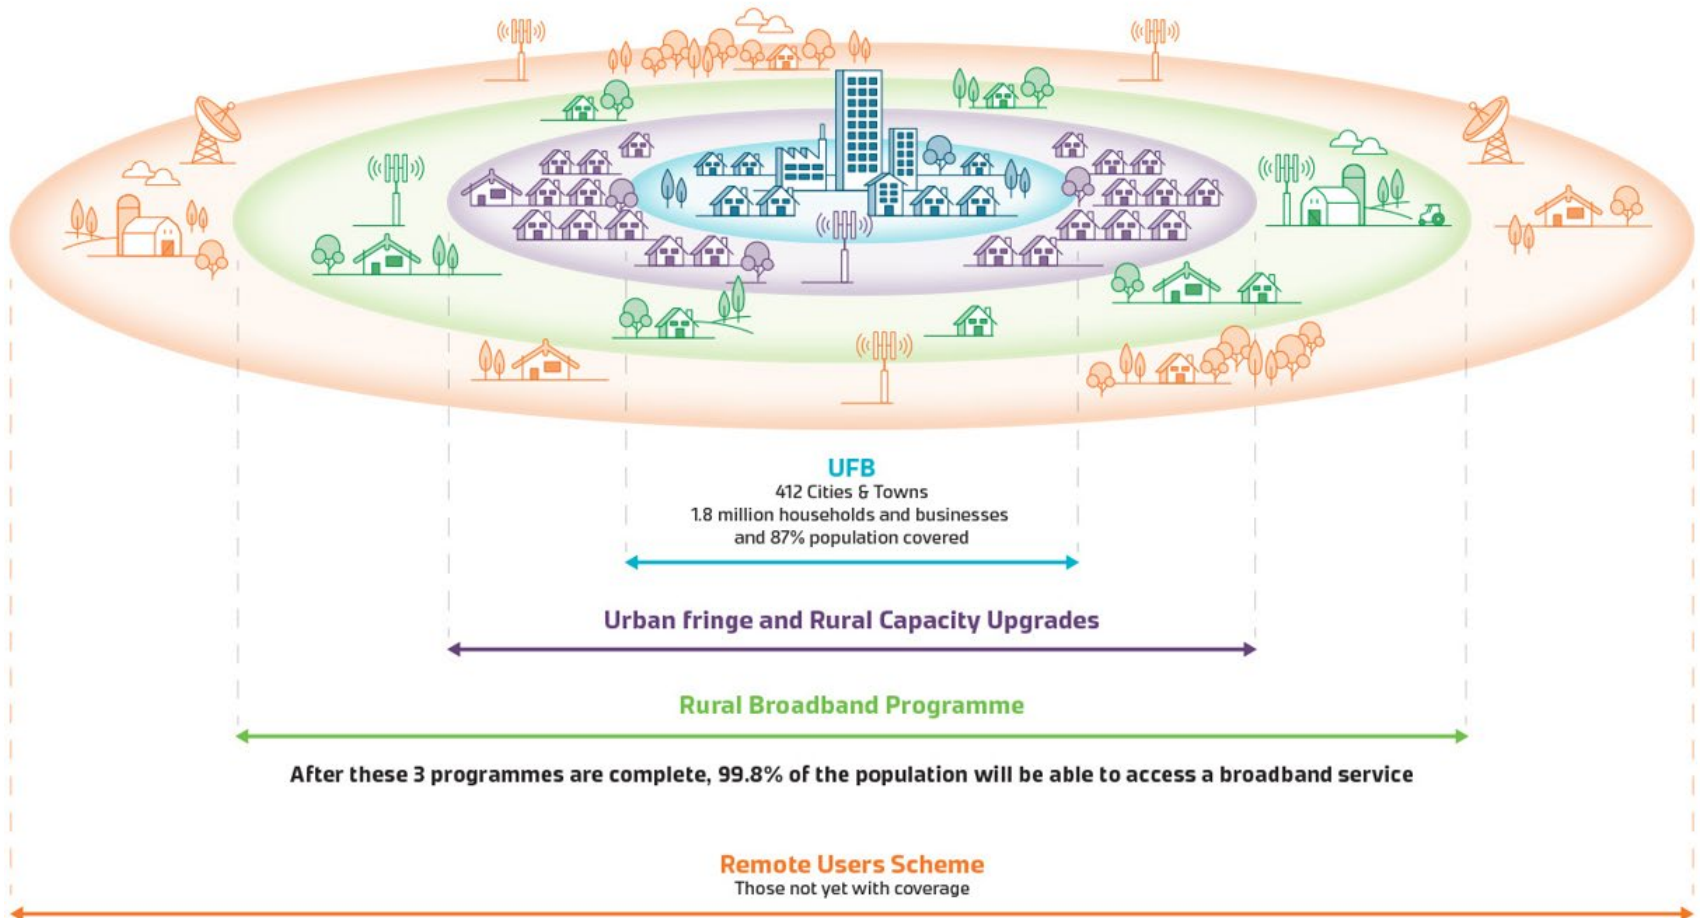 UFB
412 Cities & Towns
1.8 million households and businesses
and 87% population covered
Urban fringe and Rural Capacity Upgrades
Rural Broadband Programme
After these 3 programmes are complete, 99.8% of the population will be able to access a broadband service
Remote Users Scheme
Those not yet with coverage